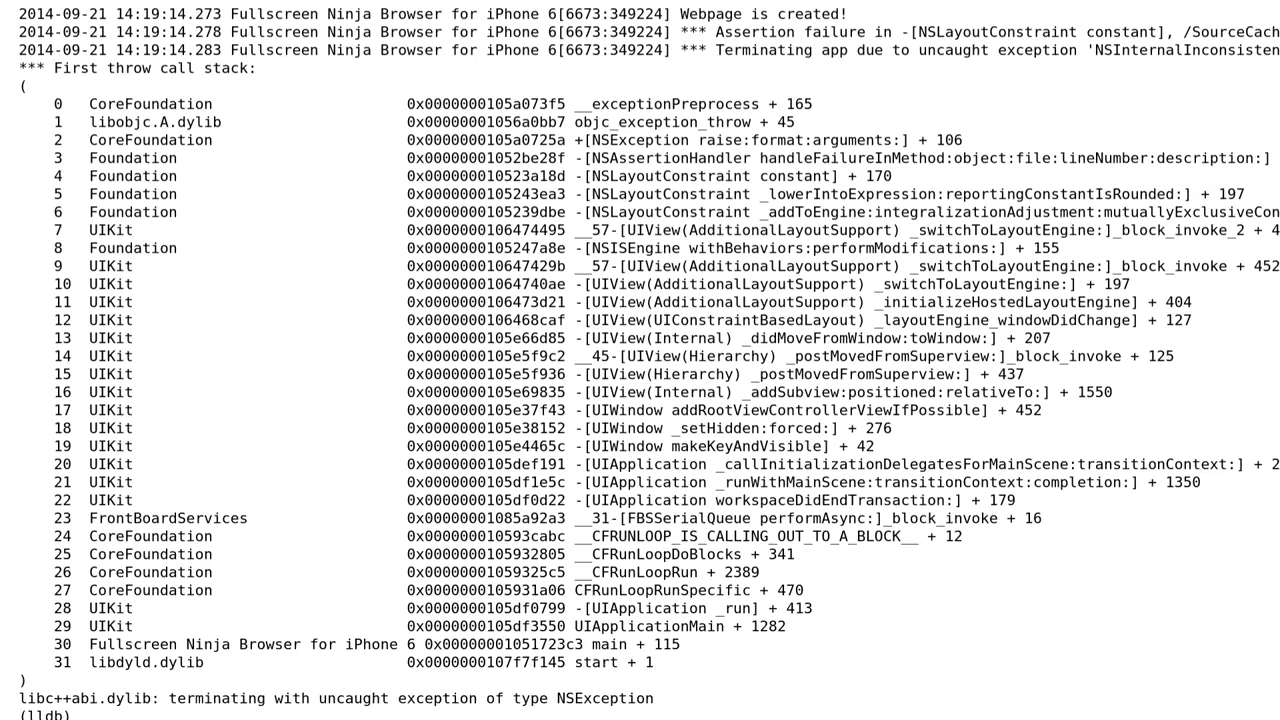 2014-09-21 14:19:14.273 Fullscreen Ninja Browser for iPhone 6[6673:349224] Webpage is created!
2014-09-21 14:19:14.278 Fullscreen Ninja Browser for iPhone 6[6673:349224] *** Assertion failure in -[NSLayoutConstraint constant], /SourceCach
2014-09-21 14:19:14.283 Fullscreen Ninja Browser for iPhone 6[6673:349224] *** Terminating app due to uncaught exception 'NSInternalInconsisten
*** First throw call stack:
(
0 CoreFoundation 0x0000000105a073f5 __exceptionPreprocess + 165
1 libobjc.A.dylib 0x00000001056a0bb7 objc_exception_throw + 45
2 CoreFoundation 0x0000000105a0725a +[NSException raise:format:arguments:] + 106
3 Foundation 0x00000001052be28f -[NSAssertionHandler handleFailureInMethod:object:file:lineNumber:description:]
4 Foundation 0x000000010523a18d -[NSLayoutConstraint constant] + 170
5 Foundation 0x0000000105243ea3 -[NSLayoutConstraint _lowerIntoExpression:reportingConstantIsRounded:] + 197
6 Foundation 0x0000000105239dbe -[NSLayoutConstraint _addToEngine:integralizationAdjustment:mutuallyExclusiveCon
7 UIKit 0x0000000106474495 __57-[UIView(AdditionalLayoutSupport) _switchToLayoutEngine:]_block_invoke_2 + 4
8 Foundation 0x0000000105247a8e -[NSISEngine withBehaviors:performModifications:] + 155
9 UIKit 0x000000010647429b __57-[UIView(AdditionalLayoutSupport) _switchToLayoutEngine:]_block_invoke + 452
10 UIKit 0x00000001064740ae -[UIView(AdditionalLayoutSupport) _switchToLayoutEngine:] + 197
11 UIKit 0x0000000106473d21 -[UIView(AdditionalLayoutSupport) _initializeHostedLayoutEngine] + 404
12 UIKit 0x0000000106468caf -[UIView(UIConstraintBasedLayout) _layoutEngine_windowDidChange] + 127
13 UIKit 0x0000000105e66d85 -[UIView(Internal) _didMoveFromWindow:toWindow:] + 207
14 UIKit 0x0000000105e5f9c2 __45-[UIView(Hierarchy) _postMovedFromSuperview:]_block_invoke + 125
15 UIKit 0x0000000105e5f936 -[UIView(Hierarchy) _postMovedFromSuperview:] + 437
16 UIKit 0x0000000105e69835 -[UIView(Internal) _addSubview:positioned:relativeTo:] + 1550
17 UIKit 0x0000000105e37f43 -[UIWindow addRootViewControllerViewIfPossible] + 452
18 UIKit 0x0000000105e38152 -[UIWindow _setHidden:forced:] + 276
19 UIKit 0x0000000105e4465c -[UIWindow makeKeyAndVisible] + 42
20 UIKit 0x0000000105def191 -[UIApplication _callInitializationDelegatesForMainScene:transitionContext:] + 2
21 UIKit 0x0000000105df1e5c -[UIApplication _runWithMainScene:transitionContext:completion:] + 1350
22 UIKit 0x0000000105df0d22 -[UIApplication workspaceDidEndTransaction:] + 179
23 FrontBoardServices 0x00000001085a92a3 __31-[FBSSerialQueue performAsync:]_block_invoke + 16
24 CoreFoundation 0x000000010593cabc __CFRUNLOOP_IS_CALLING_OUT_TO_A_BLOCK__ + 12
25 CoreFoundation 0x0000000105932805 __CFRunLoopDoBlocks + 341
26 CoreFoundation 0x00000001059325c5 __CFRunLoopRun + 2389
27 CoreFoundation 0x0000000105931a06 CFRunLoopRunSpecific + 470
28 UIKit 0x0000000105df0799 -[UIApplication _run] + 413
29 UIKit 0x0000000105df3550 UIApplicationMain + 1282
30 Fullscreen Ninja Browser for iPhone 6 0x00000001051723c3 main + 115
31 libdyld.dylib 0x0000000107f7f145 start + 1
)
libc++abi.dylib: terminating with uncaught exception of type NSException
(lldb)